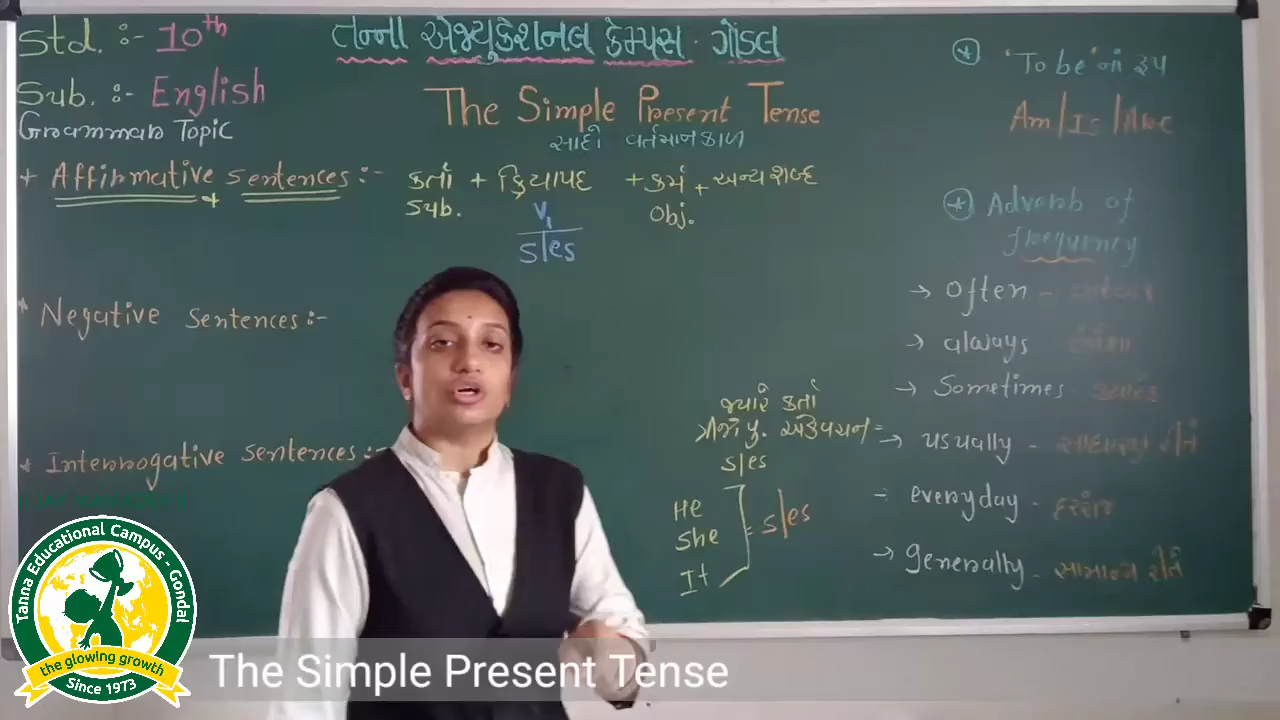 Std. :- 10th
Sub. :- English
Grammar Topic
તન્ના એજ્યુકેશનલ કેમ્પસ - ગોંડલ
The Simple Present Tense
સાદો વર્તમાનકાળ
+ Affirmative sentences :- કર્તા + ક્રિયાપદ + કર્મ + અન્ય શબ્દ
Sub. V1 Obj.
s/es
* Negative sentences :-
* Interrogative sentences :-
જ્યારે કર્તા
ત્રીજો પુ. એકવચન =
s/es
He
She
It
= s/es
* 'To be' નાં રૂપ
Am / Is / Are
* Adverb of
frequency
→ Often - વારંવાર
→ always હંમેશા
→ Sometimes - ક્યારેક
→ usually - સાધારણ રીતે
- everyday - દરરોજ
→ generally - સામાન્ય રીતે
Tanna Educational Campus - Gondal
the glowing growth
Since 1973
The Simple Present Tense